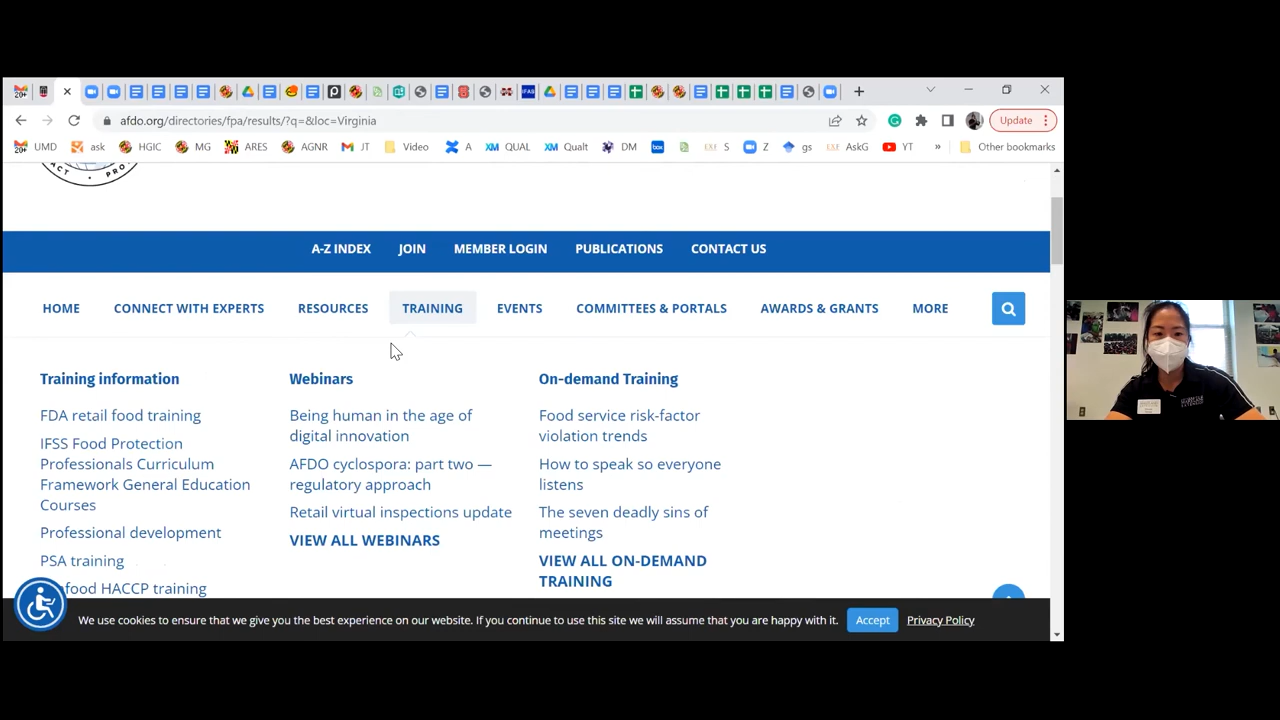 20+
afdo.org/directories/fpa/results/?q=&loc=Virginia
Update
20+ UMD ask HGIC MG ARES AGNR JT Video A QUAL Qualt DM box S Z gs AskG YT » Other bookmarks
A-Z INDEX JOIN MEMBER LOGIN PUBLICATIONS CONTACT US
HOME CONNECT WITH EXPERTS RESOURCES TRAINING EVENTS COMMITTEES & PORTALS AWARDS & GRANTS MORE
Training information
FDA retail food training
IFSS Food Protection
Professionals Curriculum
Framework General Education
Courses
Professional development
PSA training
food HACCP training
Webinars
Being human in the age of
digital innovation
AFDO cyclospora: part two —
regulatory approach
Retail virtual inspections update
VIEW ALL WEBINARS
On-demand Training
Food service risk-factor
violation trends
How to speak so everyone
listens
The seven deadly sins of
meetings
VIEW ALL ON-DEMAND
TRAINING
We use cookies to ensure that we give you the best experience on our website. If you continue to use this site we will assume that you are happy with it. Accept Privacy Policy